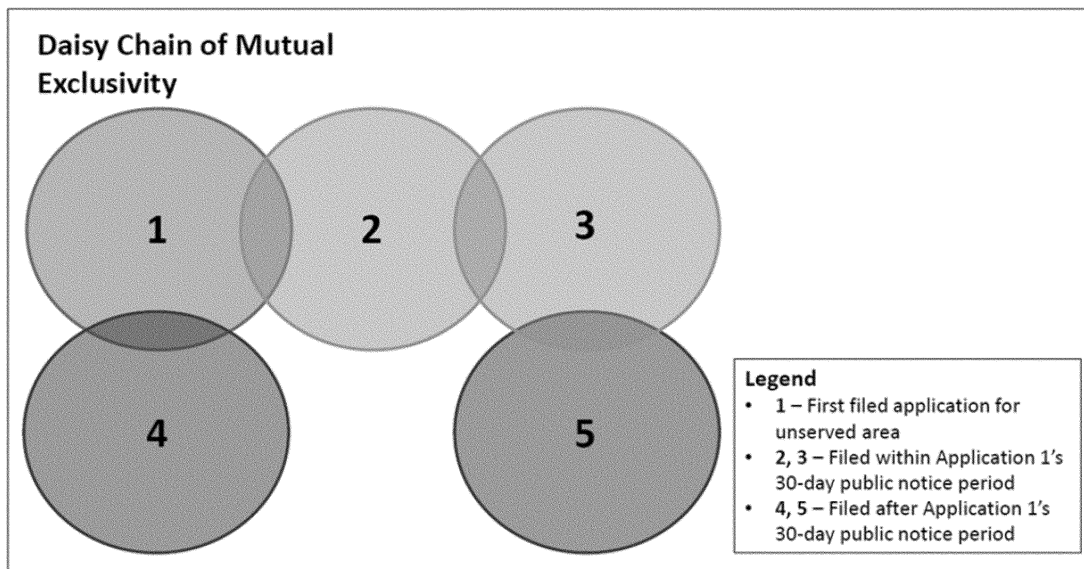 Daisy Chain of Mutual
Exclusivity
1
2
3
4
5
Legend
• 1 – First filed application for
unserved area
• 2, 3 – Filed within Application 1’s
30-day public notice period
• 4, 5 – Filed after Application 1’s
30-day public notice period